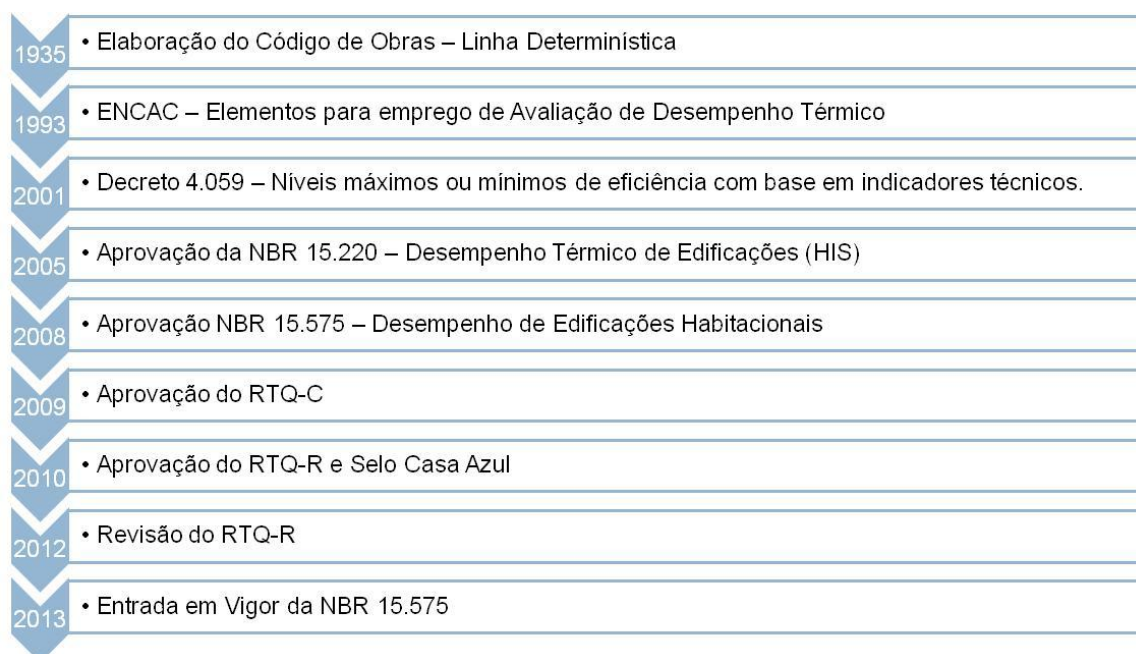 1935 • Elaboração do Código de Obras – Linha Determinística
1993 • ENCAC – Elementos para emprego de Avaliação de Desempenho Térmico
2001 • Decreto 4.059 – Níveis máximos ou mínimos de eficiência com base em indicadores técnicos.
2005 • Aprovação da NBR 15.220 – Desempenho Térmico de Edificações (HIS)
2008 • Aprovação NBR 15.575 – Desempenho de Edificações Habitacionais
2009 • Aprovação do RTQ-C
2010 • Aprovação do RTQ-R e Selo Casa Azul
2012 • Revisão do RTQ-R
2013 • Entrada em Vigor da NBR 15.575